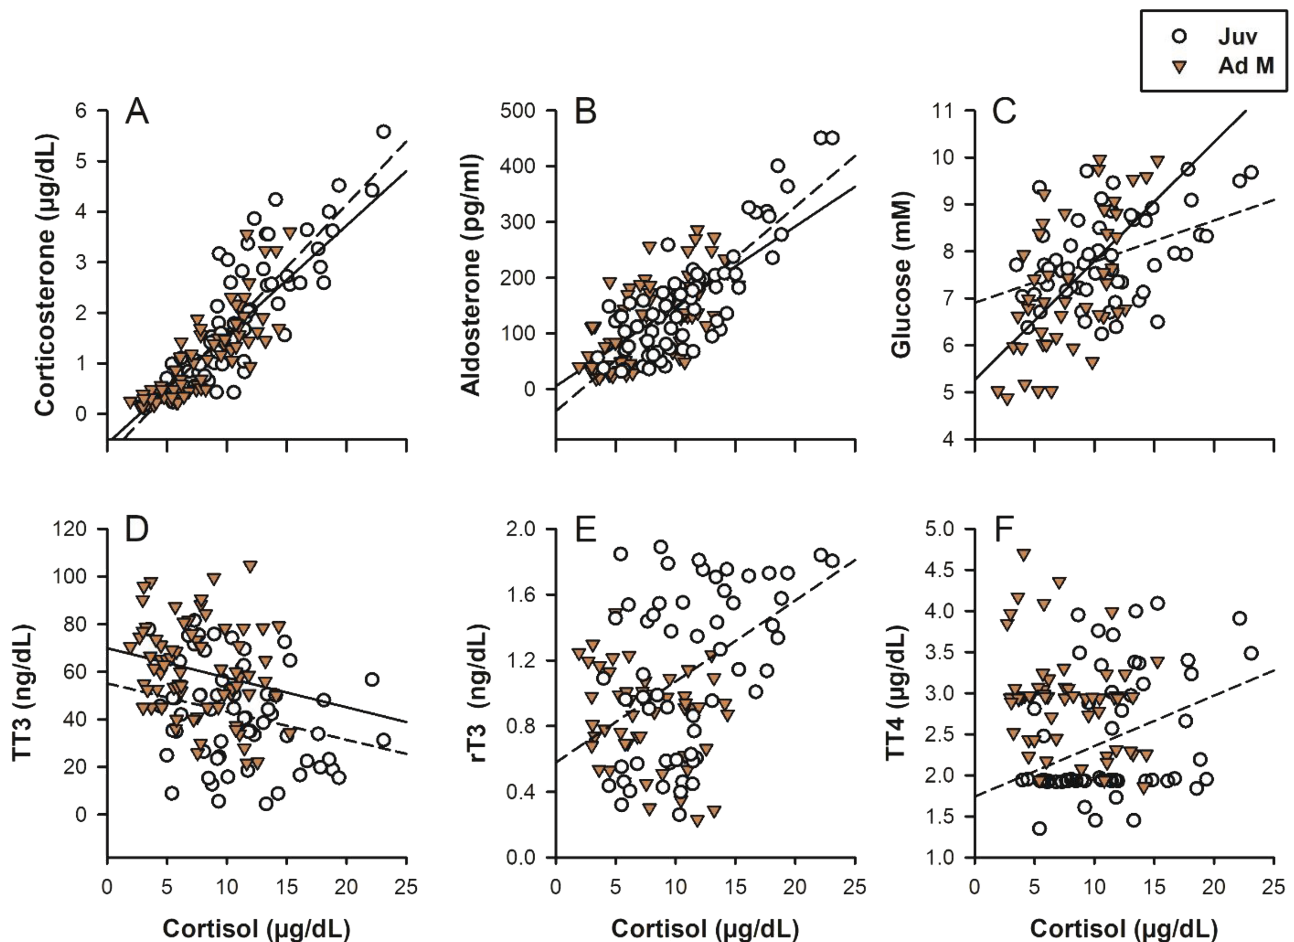 Juv
Ad M
A
B
C
Corticosterone (µg/dL)
6
5
4
3
2
1
0
Aldosterone (pg/ml)
500
400
300
200
100
0
Glucose (mM)
11
10
9
8
7
6
5
4
D
E
F
TT3 (ng/dL)
120
100
80
60
40
20
0
0 5 10 15 20 25
Cortisol (µg/dL)
rT3 (ng/dL)
2.0
1.6
1.2
0.8
0.4
0.0
0 5 10 15 20 25
Cortisol (µg/dL)
TT4 (µg/dL)
5.0
4.5
4.0
3.5
3.0
2.5
2.0
1.5
1.0
0 5 10 15 20 25
Cortisol (µg/dL)